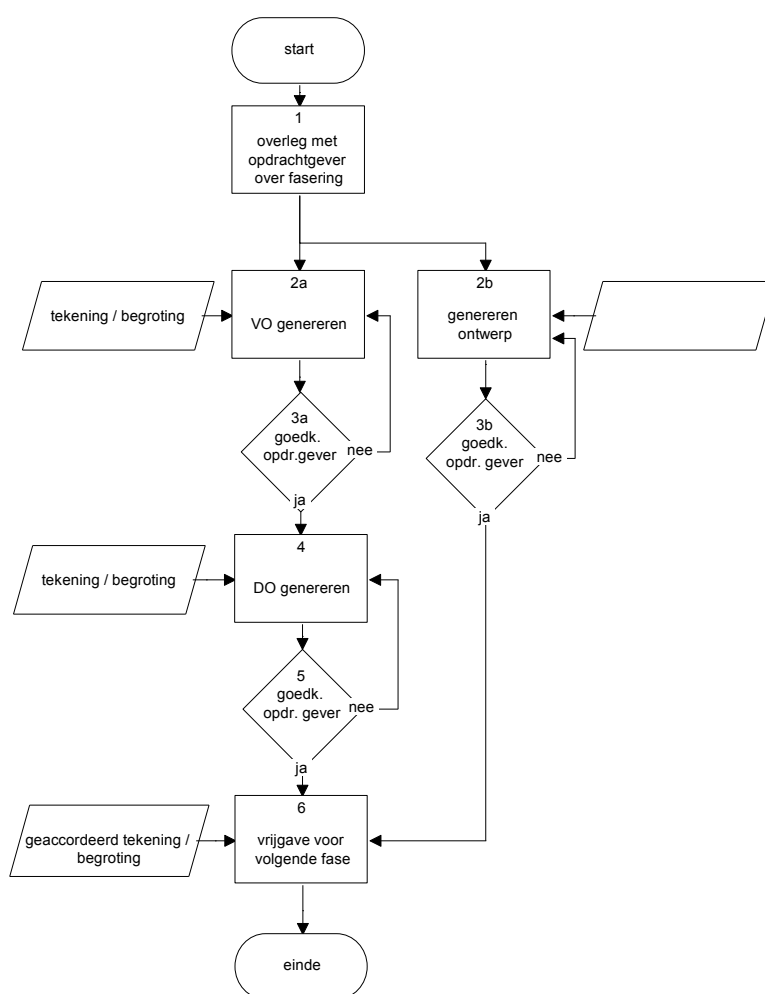 start
1
overleg met
opdrachtgever
over fasering
2a
VO genereren
tekening / begroting
2b
genereren
ontwerp
3a
goedk.
opdr.gever
nee
ja
3b
goedk.
opdr. gever
nee
ja
4
DO genereren
tekening / begroting
5
goedk.
opdr. gever
nee
ja
6
vrijgave voor
volgende fase
geaccordeerd tekening /
begroting
einde